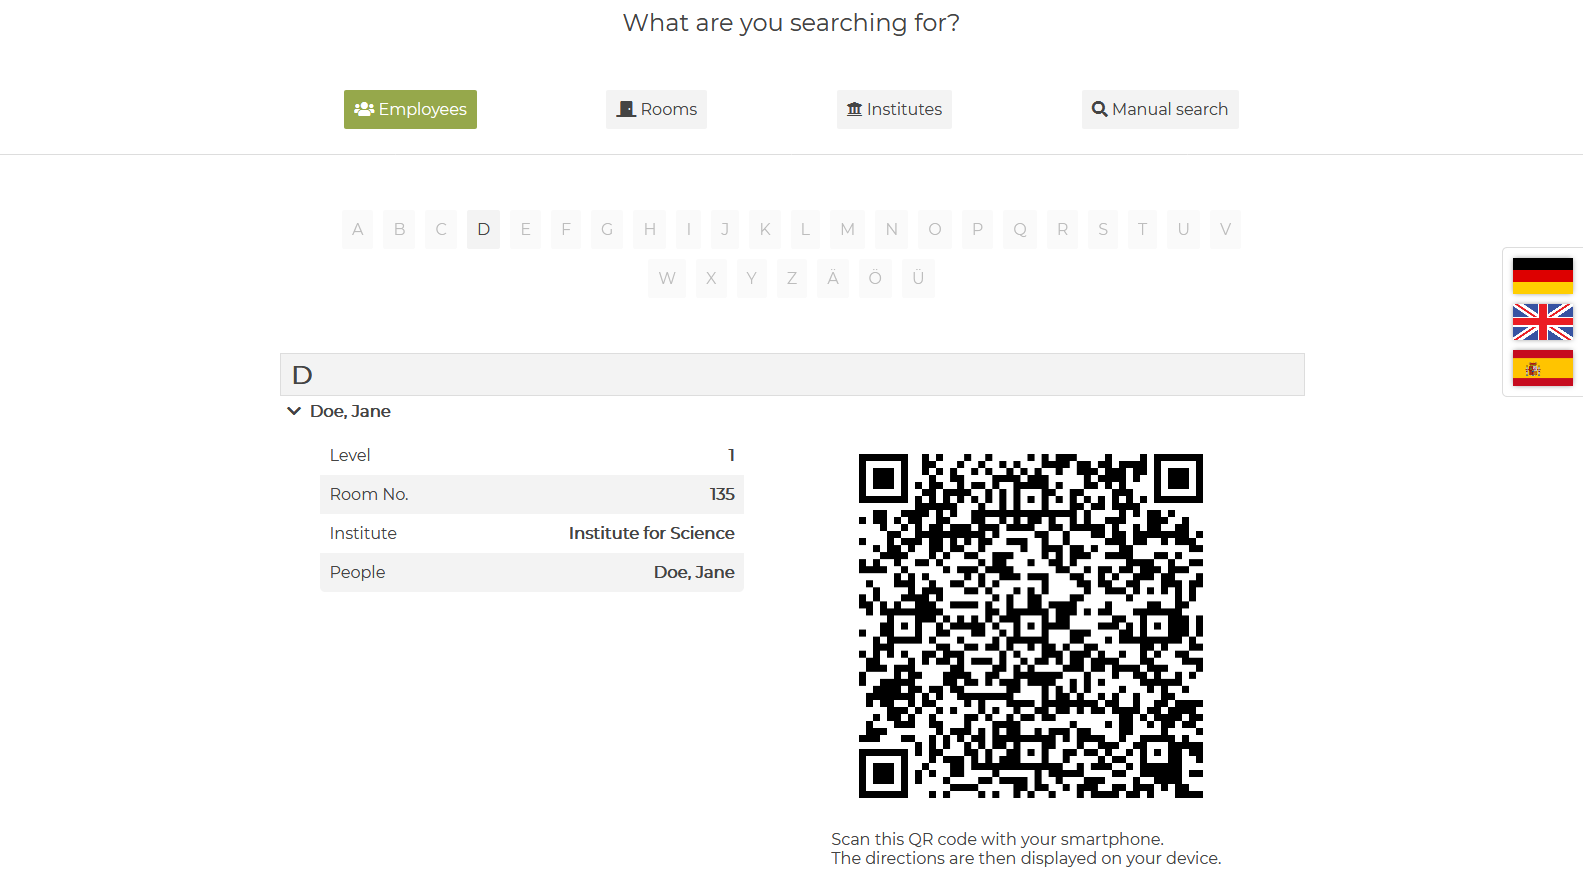 What are you searching for?
Employees Rooms Institutes Manual search
A B C D E F G H I J K L M N O P Q R S T U V
W X Y Z Ä Ö Ü
D
Doe, Jane
Level 1
Room No. 135
Institute Institute for Science
People Doe, Jane
Scan this QR code with your smartphone.
The directions are then displayed on your device.